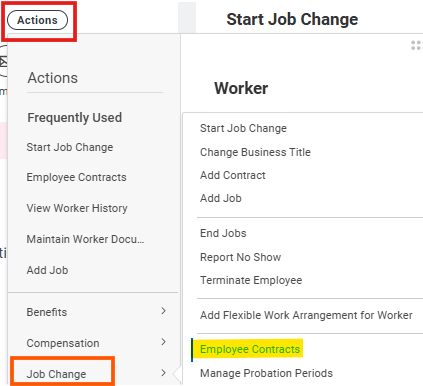 Actions
Start Job Change
Actions
Worker
Frequently Used
Start Job Change
Employee Contracts
View Worker History
Maintain Worker Docu...
Add Job
Benefits
Compensation
Job Change
Start Job Change
Change Business Title
Add Contract
Add Job
End Jobs
Report No Show
Terminate Employee
Add Flexible Work Arrangement for Worker
Employee Contracts
Manage Probation Periods